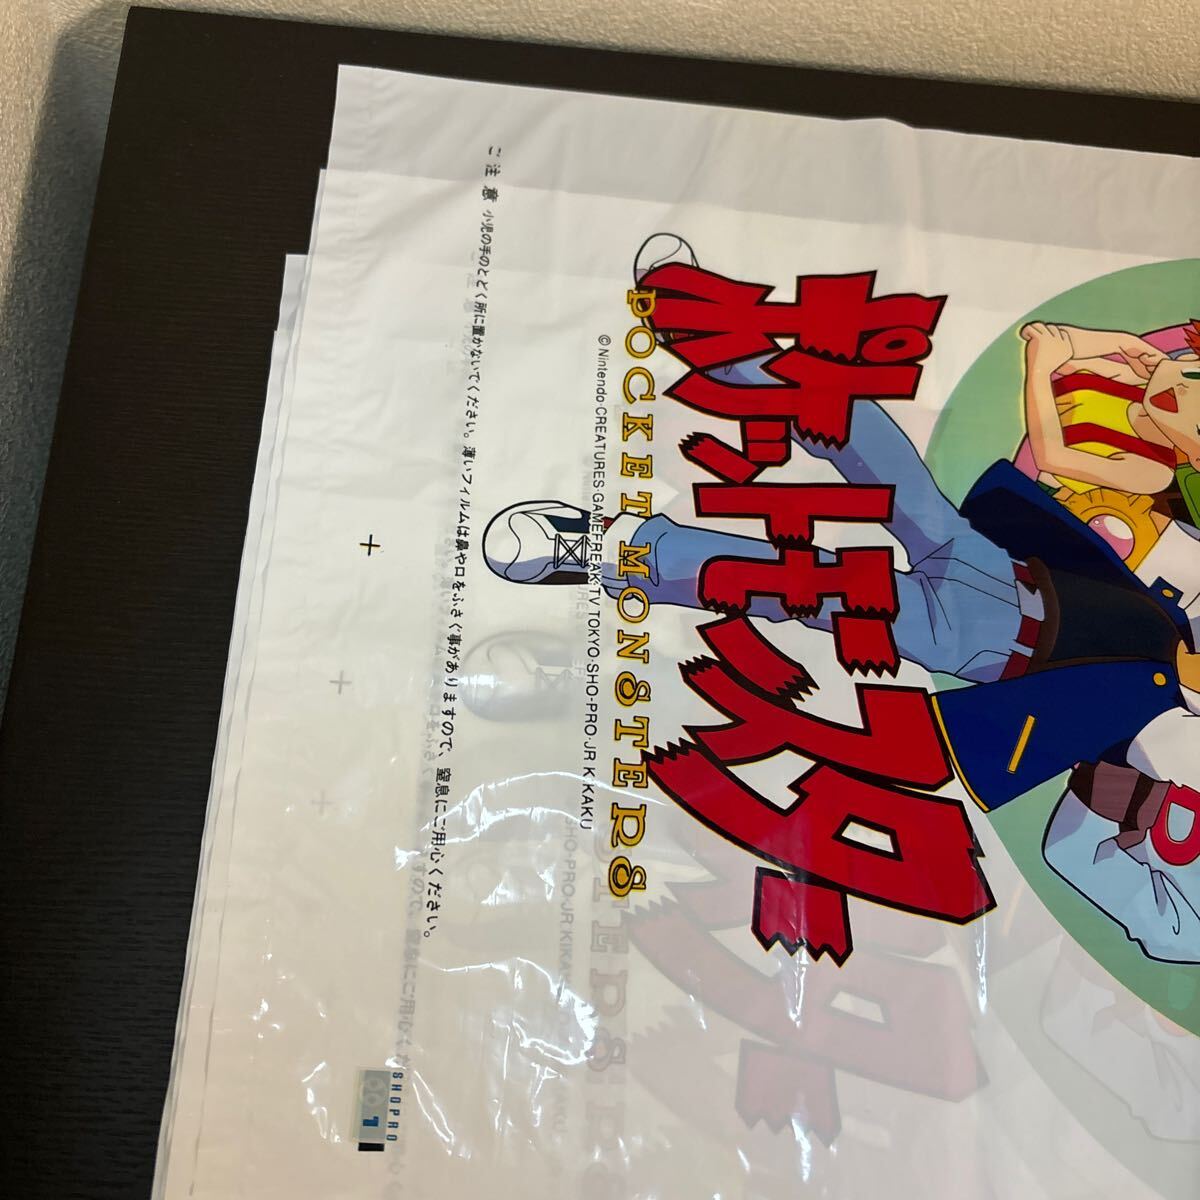 ポケットモンスター
POCKET MONSTERS
©Nintendo·CREATURES·GAMEFREAK·TV TOKYO·SHO-PRO·JR KIKAKU
ご注意 小児の手のとどく所に置かないでください。薄いフィルムは鼻や口をふさぐ事がありますので、窒息にご用心ください。
SHOPRO
001